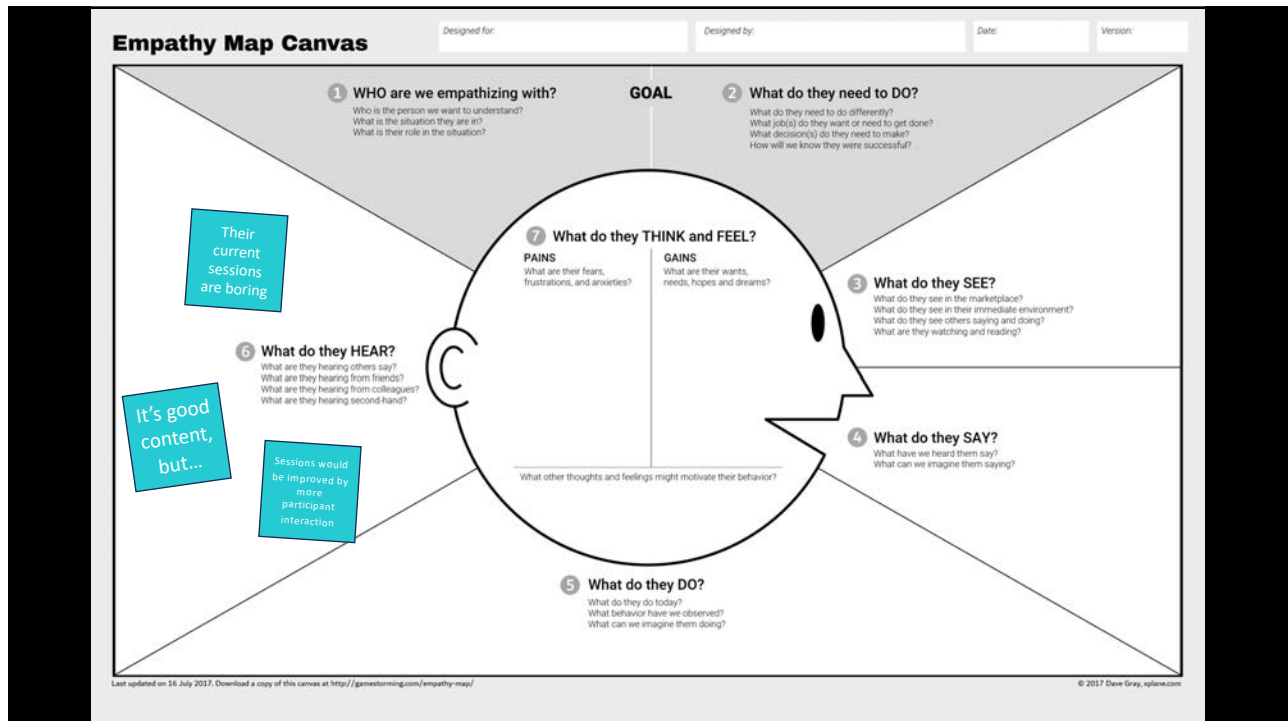 Empathy Map Canvas
Designed for:
Designed by:
Date:
Version:
1 WHO are we empathizing with?
Who is the person we want to understand?
What is the situation they are in?
What is their role in the situation?
GOAL
2 What do they need to DO?
What do they need to do differently?
What job(s) do they want or need to get done?
What decision(s) do they need to make?
How will we know they were successful?
7 What do they THINK and FEEL?
PAINS
What are their fears,
frustrations, and anxieties?
GAINS
What are their wants,
needs, hopes and dreams?
What other thoughts and feelings might motivate their behavior?
3 What do they SEE?
What do they see in the marketplace?
What do they see in their immediate environment?
What do they see others saying and doing?
What are they watching and reading?
4 What do they SAY?
What have we heard them say?
What can we imagine them saying?
5 What do they DO?
What do they do today?
What behavior have we observed?
What can we imagine them doing?
Their
current
sessions
are boring
6 What do they HEAR?
What are they hearing others say?
What are they hearing from friends?
What are they hearing from colleagues?
What are they hearing second-hand?
It's good
content,
but...
Sessions would
be improved by
more
participant
interaction
Last updated on 16 July 2017. Download a copy of this canvas at http://gamestorming.com/empathy-map/
© 2017 Dave Gray, xplane.com